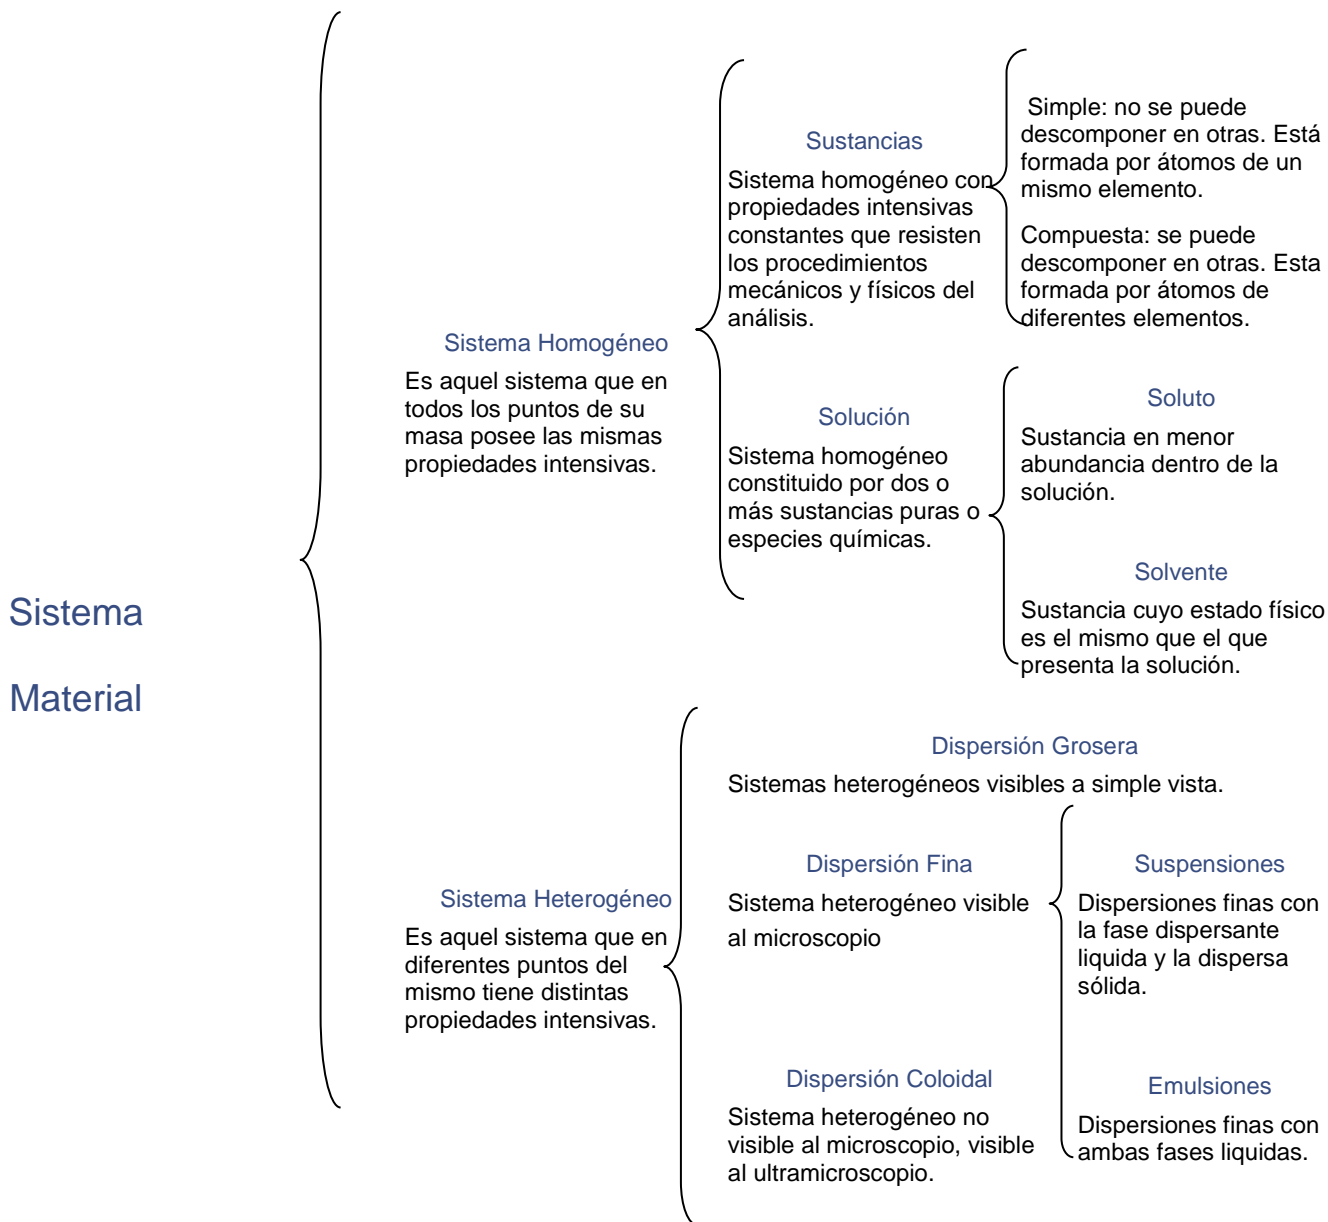 Sistema
Material
Sistema Homogéneo
Es aquel sistema que en
todos los puntos de su
masa posee las mismas
propiedades intensivas.
Sustancias
Sistema homogéneo con
propiedades intensivas
constantes que resisten
los procedimientos
mecánicos y físicos del
análisis.
Simple: no se puede
descomponer en otras. Está
formada por átomos de un
mismo elemento.
Compuesta: se puede
descomponer en otras. Esta
formada por átomos de
diferentes elementos.
Solución
Sistema homogéneo
constituido por dos o
más sustancias puras o
especies químicas.
Soluto
Sustancia en menor
abundancia dentro de la
solución.
Solvente
Sustancia cuyo estado físico
es el mismo que el que
presenta la solución.
Sistema Heterogéneo
Es aquel sistema que en
diferentes puntos del
mismo tiene distintas
propiedades intensivas.
Dispersión Grosera
Sistemas heterogéneos visibles a simple vista.
Dispersión Fina
Sistema heterogéneo visible
al microscopio
Suspensiones
Dispersiones finas con
la fase dispersante
liquida y la dispersa
sólida.
Emulsiones
Dispersiones finas con
ambas fases liquidas.
Dispersión Coloidal
Sistema heterogéneo no
visible al microscopio, visible
al ultramicroscopio.